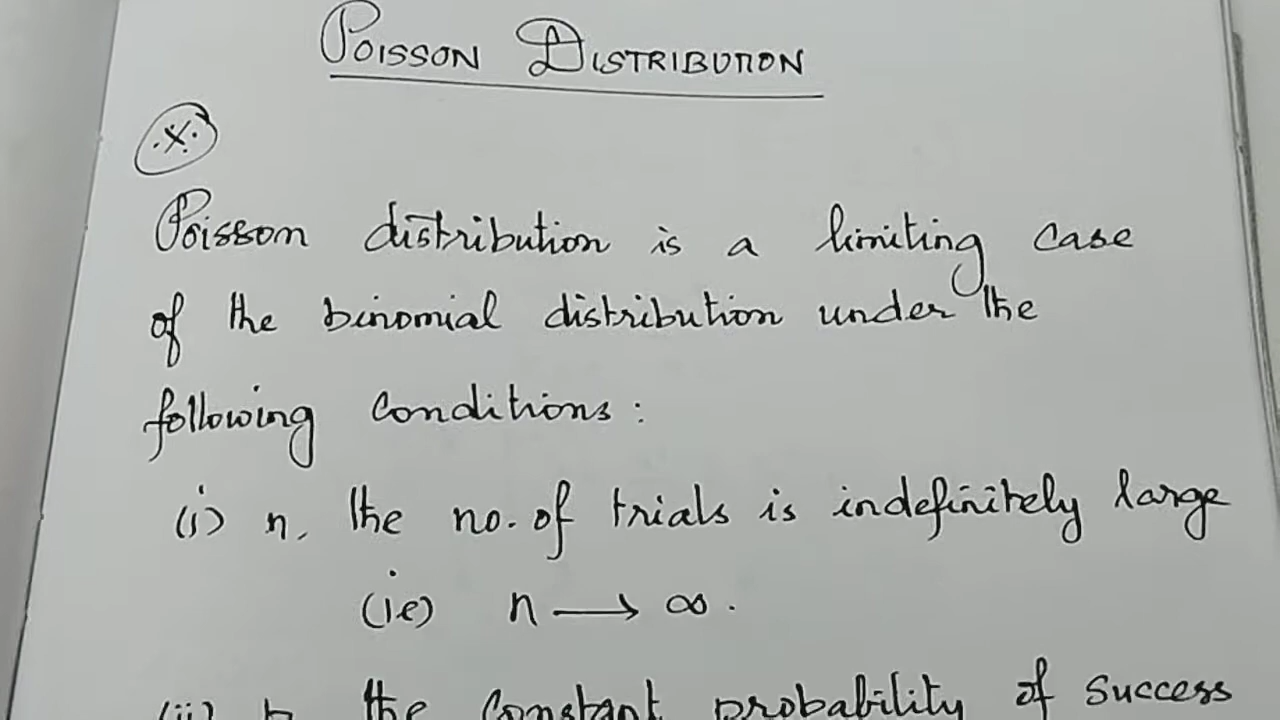 POISSON DISTRIBUTION
Poisson distribution is a limiting case
of the binomial distribution under the
following conditions :
(i) n, the no. of trials is indefinitely large
(ie) n ⟶ ∞ .
(ii) p the constant probability of success